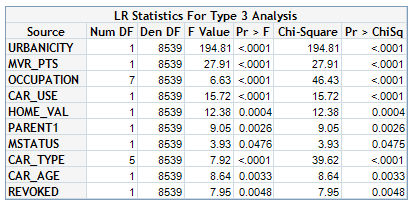 LR Statistics For Type 3 Analysis
Source Num DF Den DF F Value Pr > F Chi-Square Pr > ChiSq
URBANICITY 1 8539 194.81 <.0001 194.81 <.0001
MVR_PTS 1 8539 27.91 <.0001 27.91 <.0001
OCCUPATION 7 8539 6.63 <.0001 46.43 <.0001
CAR_USE 1 8539 15.72 <.0001 15.72 <.0001
HOME_VAL 1 8539 12.38 0.0004 12.38 0.0004
PARENT1 1 8539 9.05 0.0026 9.05 0.0026
MSTATUS 1 8539 3.93 0.0476 3.93 0.0475
CAR_TYPE 5 8539 7.92 <.0001 39.62 <.0001
CAR_AGE 1 8539 8.64 0.0033 8.64 0.0033
REVOKED 1 8539 7.95 0.0048 7.95 0.0048